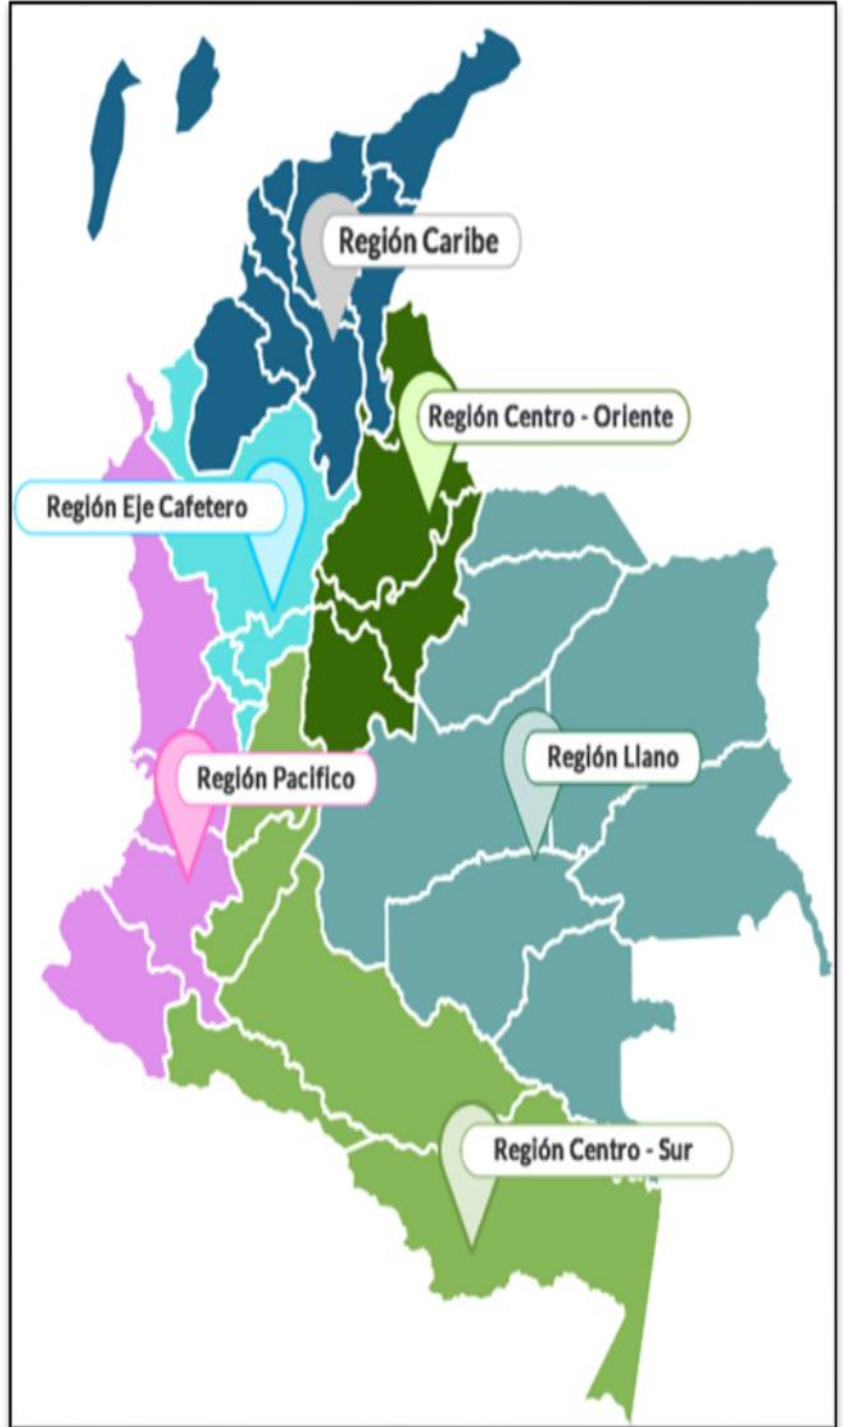 Región Caribe
Región Centro - Oriente
Región Eje Cafetero
Región Llano
Región Pacifico
Región Centro - Sur